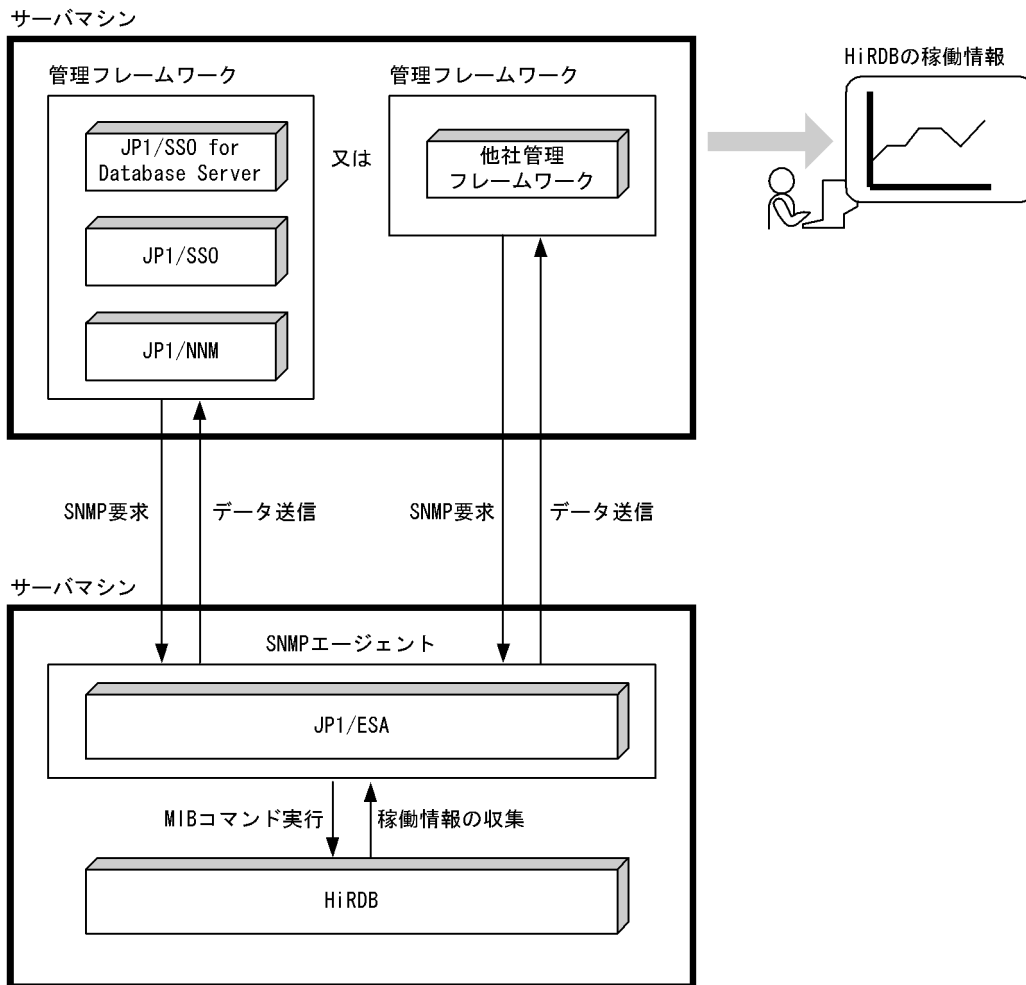 サーバマシン
管理フレームワーク
JP1/SSO for
Database Server
JP1/SSO
JP1/NNM
又は
管理フレームワーク
他社管理
フレームワーク
HiRDBの稼働情報
SNMP要求
データ送信
SNMP要求
データ送信
サーバマシン
SNMPエージェント
JP1/ESA
MIBコマンド実行
稼働情報の収集
HiRDB